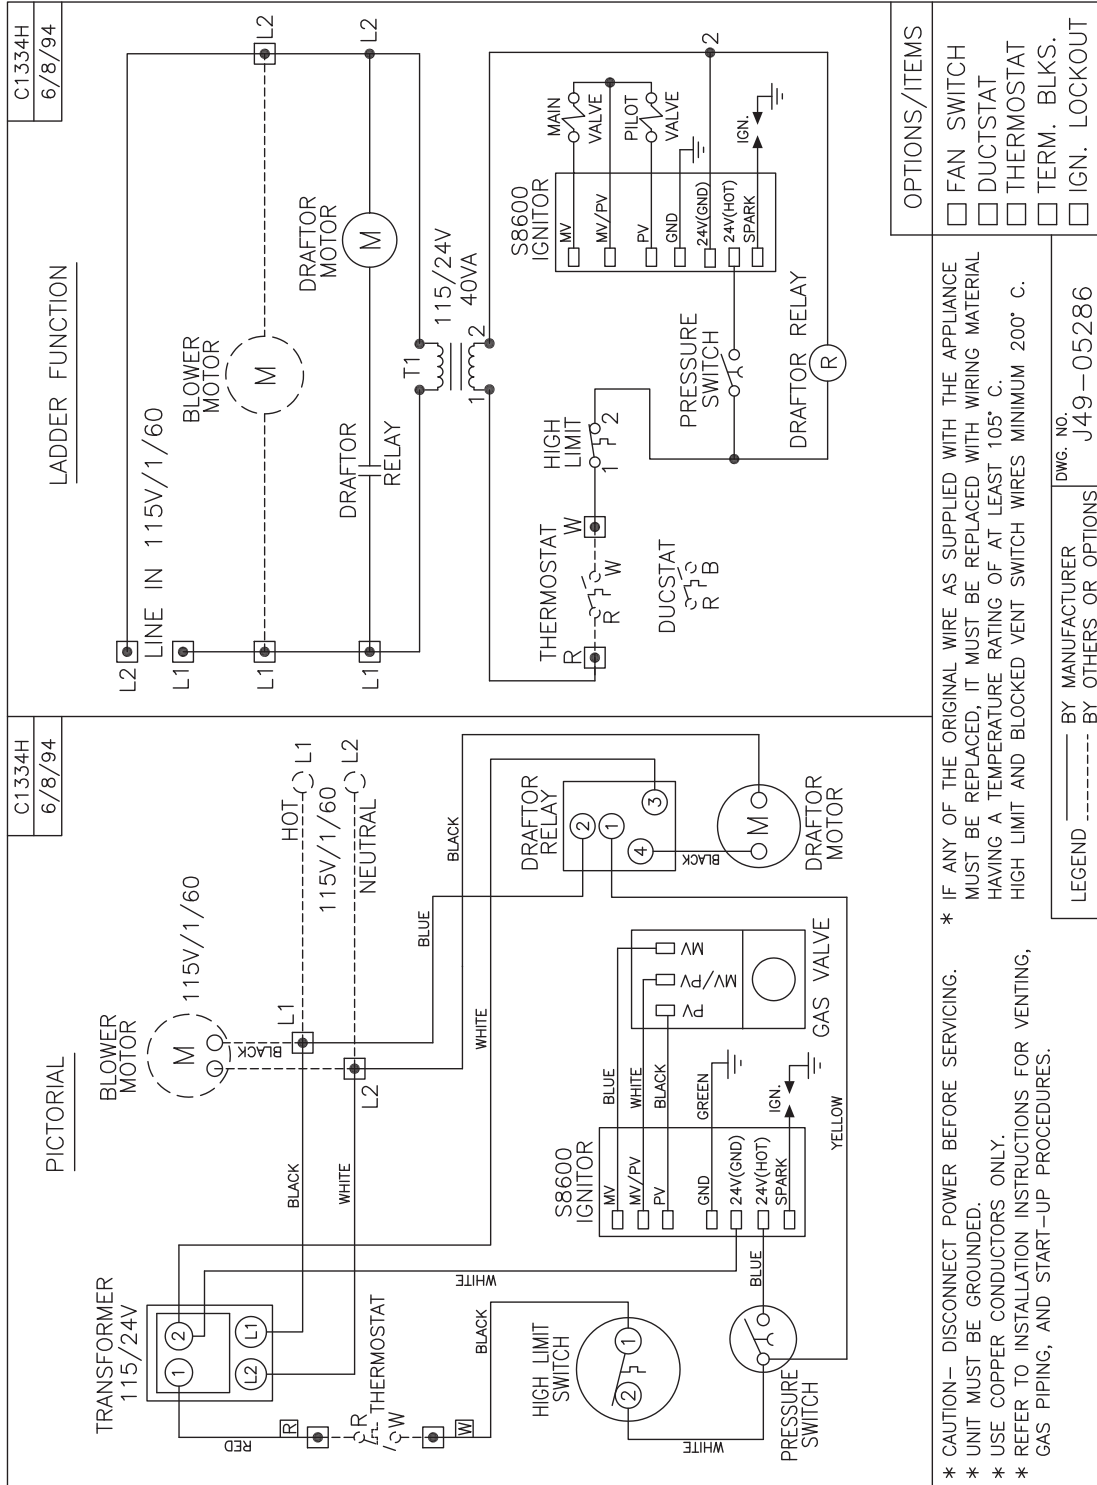 C1334H
6/8/94
PICTORIAL
BLOWER
MOTOR
M
115V/1/60
BLACK
HOT
L1
115V/1/60
L2
NEUTRAL
L1
L2
BLACK
WHITE
BLUE
BLACK
WHITE
TRANSFORMER
115/24V
1
2
L2
L1
RED
R
R
THERMOSTAT
W
W
BLACK
WHITE
HIGH LIMIT
SWITCH
2
1
WHITE
PRESSURE
SWITCH
BLUE
YELLOW
S8600
IGNITOR
MV
MV/PV
PV
GND
24V(GND)
24V(HOT)
SPARK
BLUE
WHITE
BLACK
GREEN
IGN.
PV
MV/PV
MV
GAS VALVE
DRAFTOR
RELAY
2
1
3
4
BLACK
M
DRAFTOR
MOTOR
C1334H
6/8/94
LADDER FUNCTION
L2
LINE IN 115V/1/60
L1
L1
BLOWER
MOTOR
M
L2
L1
DRAFTOR
RELAY
DRAFTOR
MOTOR
M
L2
T1
115/24V
40VA
1
2
R
THERMOSTAT
R
W
W
DUCSTAT
R
B
HIGH
LIMIT
1
2
PRESSURE
SWITCH
DRAFTOR RELAY
R
S8600
IGNITOR
MV
MV/PV
PV
GND
24V(GND)
24V(HOT)
SPARK
MAIN
VALVE
PILOT
VALVE
IGN.
2
* CAUTION- DISCONNECT POWER BEFORE SERVICING.
* UNIT MUST BE GROUNDED.
* USE COPPER CONDUCTORS ONLY.
* REFER TO INSTALLATION INSTRUCTIONS FOR VENTING,
GAS PIPING, AND START-UP PROCEDURES.
* IF ANY OF THE ORIGINAL WIRE AS SUPPLIED WITH THE APPLIANCE
MUST BE REPLACED, IT MUST BE REPLACED WITH WIRING MATERIAL
HAVING A TEMPERATURE RATING OF AT LEAST 105° C.
HIGH LIMIT AND BLOCKED VENT SWITCH WIRES MINIMUM 200° C.
LEGEND
BY MANUFACTURER
BY OTHERS OR OPTIONS
DWG. NO.
J49-05286
OPTIONS/ITEMS
FAN SWITCH
DUCTSTAT
THERMOSTAT
TERM. BLKS.
IGN. LOCKOUT